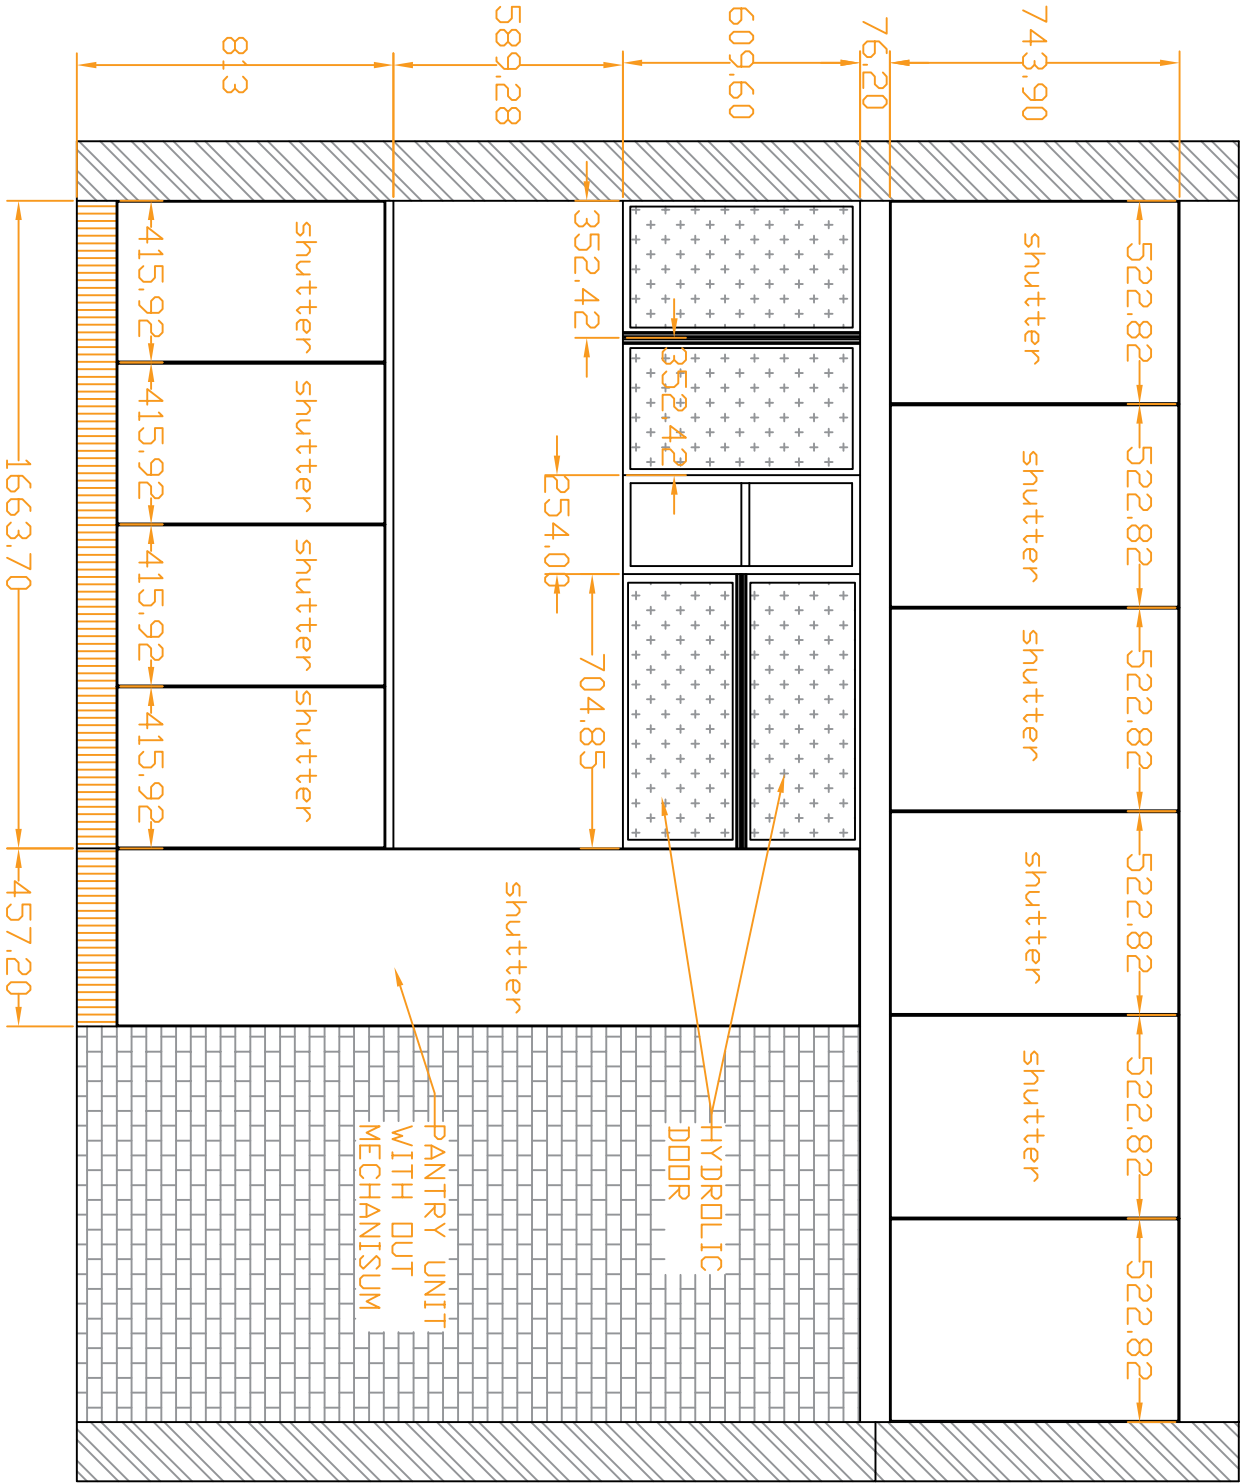 522.82
522.82
522.82
522.82
522.82
522.82
743.90
shutter
shutter
shutter
shutter
shutter
76.20
609.60
HYDROLIC
DOOR
352.42
352.42
704.85
254.00
589.28
shutter
PANTRY UNIT
WITH OUT
MECHANISUM
shutter
shutter
shutter
shutter
813
415.92
415.92
415.92
415.92
1663.70
457.20